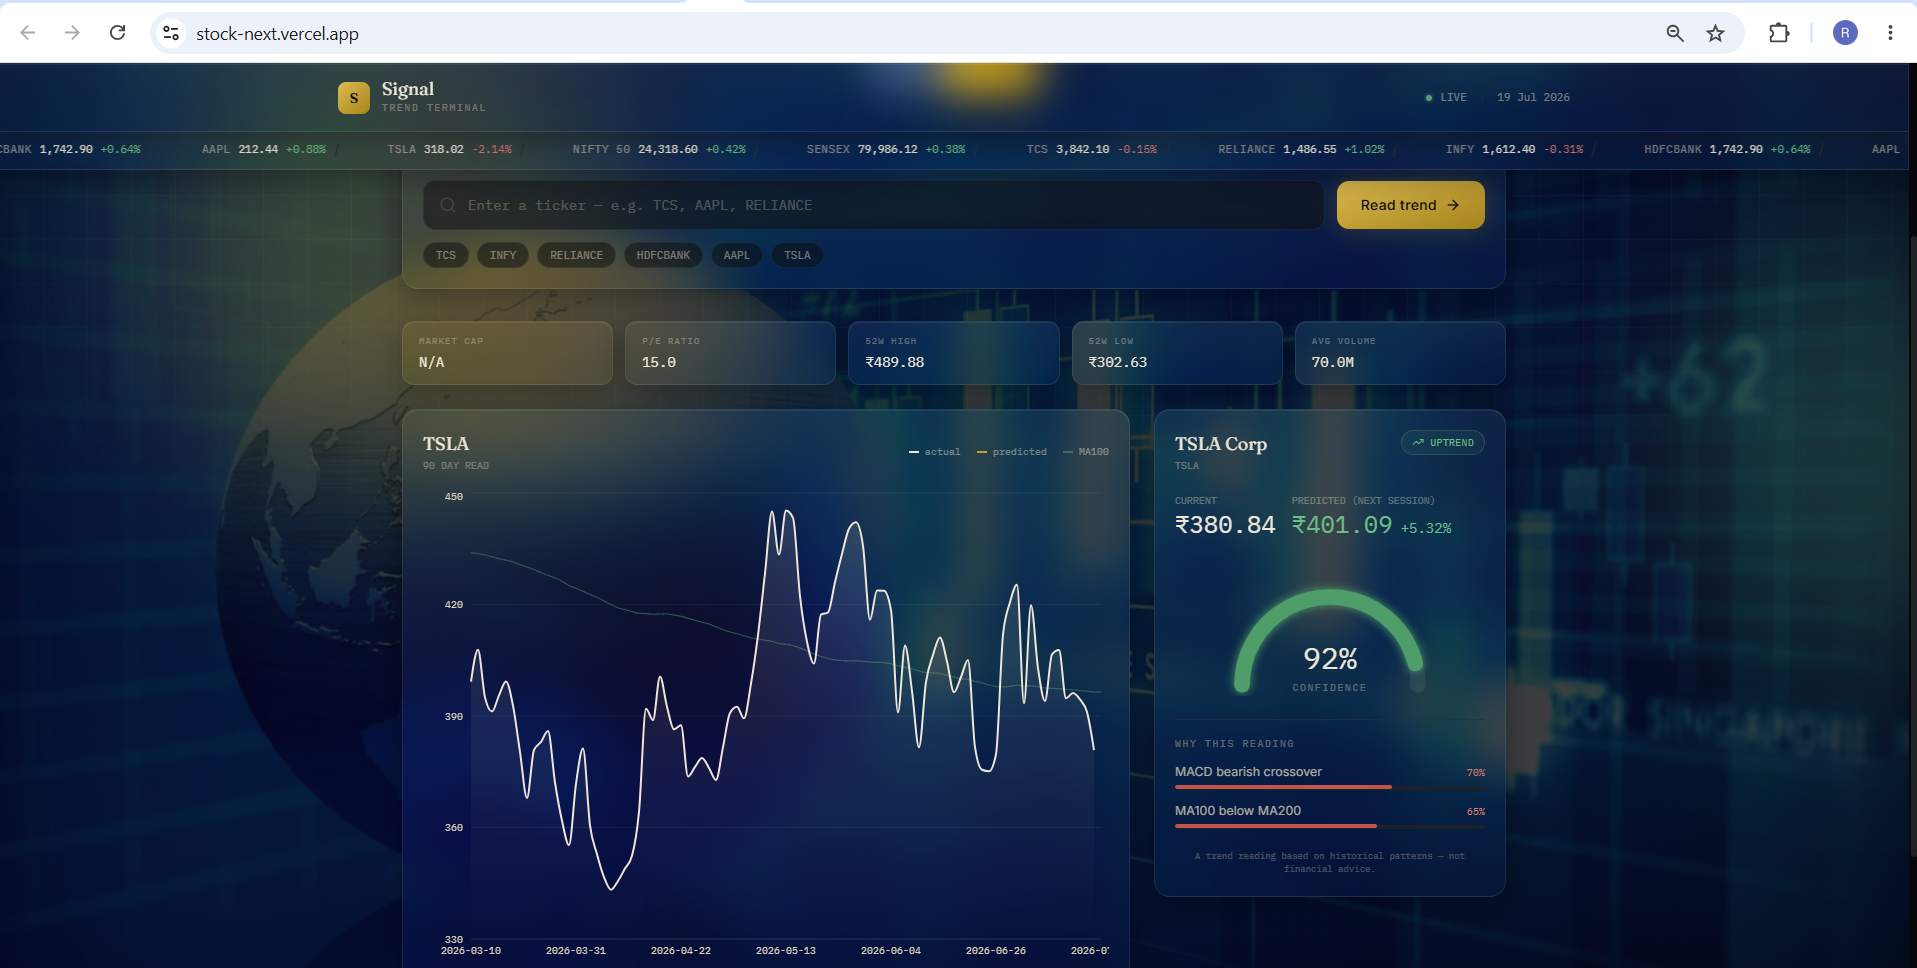 stock-next.vercel.app
R
S
Signal
TREND TERMINAL
LIVE
19 Jul 2026
CBANK 1,742.90 +0.64% AAPL 212.44 +0.88% / TSLA 318.02 -2.14% / NIFTY 50 24,318.60 +0.42% / SENSEX 79,986.12 +0.38% / TCS 3,842.10 -0.15% / RELIANCE 1,486.55 +1.02% / INFY 1,612.40 -0.31% / HDFCBANK 1,742.90 +0.64% / AAPL
Enter a ticker — e.g. TCS, AAPL, RELIANCE
Read trend →
TCS INFY RELIANCE HDFCBANK AAPL TSLA
MARKET CAP
N/A
P/E RATIO
15.0
52W HIGH
₹489.88
52W LOW
₹302.63
AVG VOLUME
70.0M
TSLA
90 DAY READ
actual predicted MA100
450
420
390
360
330
2026-03-10 2026-03-31 2026-04-22 2026-05-13 2026-06-04 2026-06-26 2026-07
TSLA Corp
TSLA
UPTREND
CURRENT
₹380.84
PREDICTED (NEXT SESSION)
₹401.09 +5.32%
92%
CONFIDENCE
WHY THIS READING
MACD bearish crossover 70%
MA100 below MA200 65%
A trend reading based on historical patterns — not
financial advice.
+62